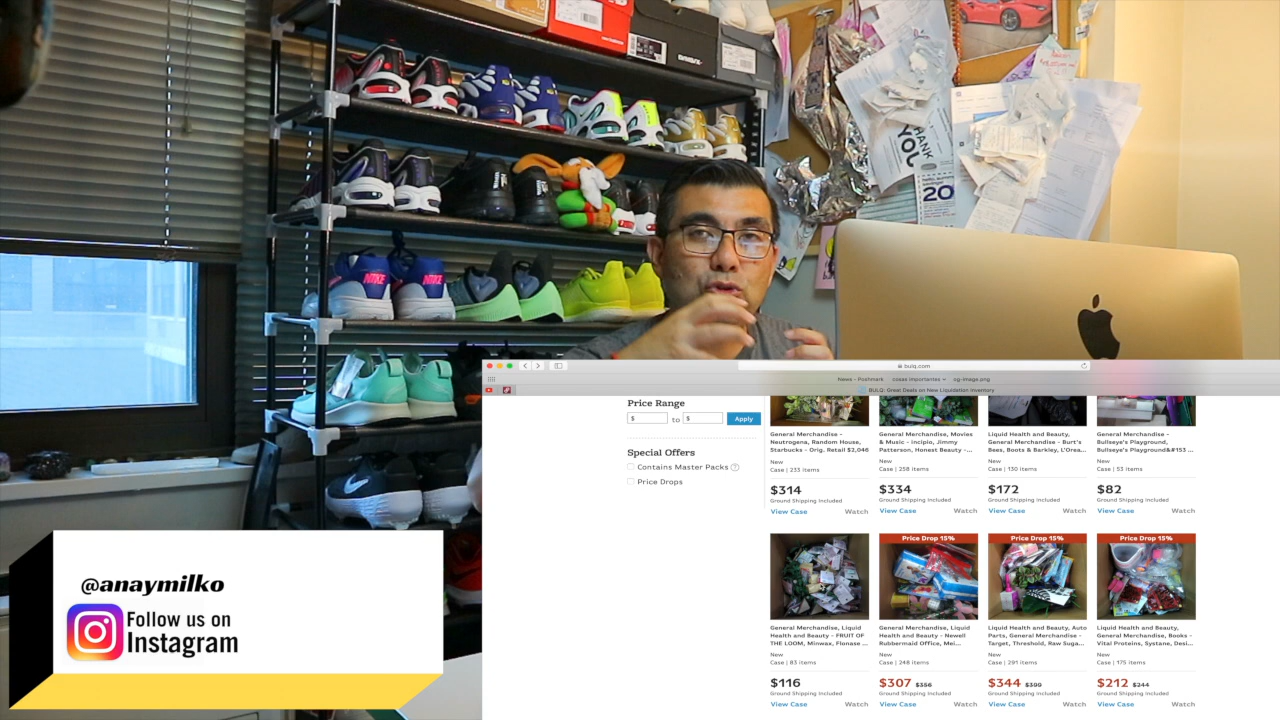 13
THANK
YOU
20
NIKE
bulq.com
News - Poshmark
cosas importantes
og-image.png
BULQ: Great Deals on New Liquidation Inventory
Price Range
$ to $ Apply
Special Offers
Contains Master Packs ?
Price Drops
General Merchandise -
Neutrogena, Random House,
Starbucks - Orig. Retail $2,046
New
Case | 233 items
$314
Ground Shipping Included
View Case Watch
General Merchandise, Movies
& Music - Incipio, Jimmy
Patterson, Honest Beauty -...
New
Case | 258 items
$334
Ground Shipping Included
View Case Watch
Liquid Health and Beauty,
General Merchandise - Burt's
Bees, Boots & Barkley, L'Orea...
New
Case | 130 items
$172
Ground Shipping Included
View Case Watch
General Merchandise -
Bullseye's Playground,
Bullseye's Playground&#153 ...
New
Case | 53 items
$82
Ground Shipping Included
View Case Watch
General Merchandise, Liquid
Health and Beauty - FRUIT OF
THE LOOM, Minwax, Flonase ...
New
Case | 83 items
$116
Ground Shipping Included
View Case Watch
Price Drop 15%
General Merchandise, Liquid
Health and Beauty - Newell
Rubbermaid Office, Mei...
New
Case | 248 items
$307 $356
Ground Shipping Included
View Case Watch
Price Drop 15%
Liquid Health and Beauty, Auto
Parts, General Merchandise -
Target, Threshold, Raw Suga...
New
Case | 291 items
$344 $399
Ground Shipping Included
View Case Watch
Price Drop 15%
Liquid Health and Beauty,
General Merchandise, Books -
Vital Proteins, Systane, Desi...
New
Case | 175 items
$212 $244
Ground Shipping Included
View Case Watch
@anaymilko
Follow us on
Instagram